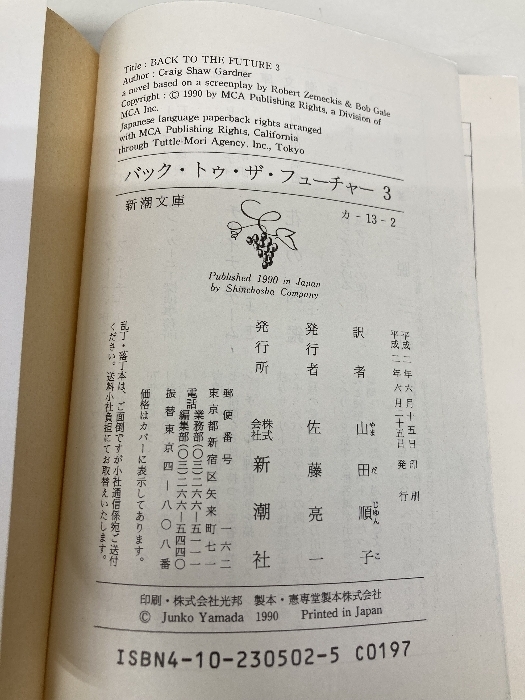 Title : BACK TO THE FUTURE 3
Author : Craig Shaw Gardner
a novel based on a screenplay by Robert Zemeckis & Bob Gale
Copyright : © 1990 by MCA Publishing Rights, a Division of
MCA Inc.
Japanese language paperback rights arranged
with MCA Publishing Rights, California
through Tuttle-Mori Agency, Inc., Tokyo
バック・トゥ・ザ・フューチャー 3
新潮文庫
カ - 13 - 2
Published 1990 in Japan
by Shinchosha Company
平成二年六月十五日 印刷
平成二年六月二十五日 発行
訳者 山田順子
やまだじゅんこ
発行者 佐藤亮一
発行所 株式会社 新潮社
郵便番号 一六二
東京都新宿区矢来町七一
電話 業務部(〇三)二六六―五一一一
編集部(〇三)二六六―五四四〇
振替東京四―八〇八番
価格はカバーに表示してあります。
乱丁・落丁本は、ご面倒ですが小社通信係宛ご送付
ください。送料小社負担にてお取替えいたします。
印刷・株式会社光邦 製本・憲専堂製本株式会社
© Junko Yamada 1990 Printed in Japan
ISBN4-10-230502-5 C0197